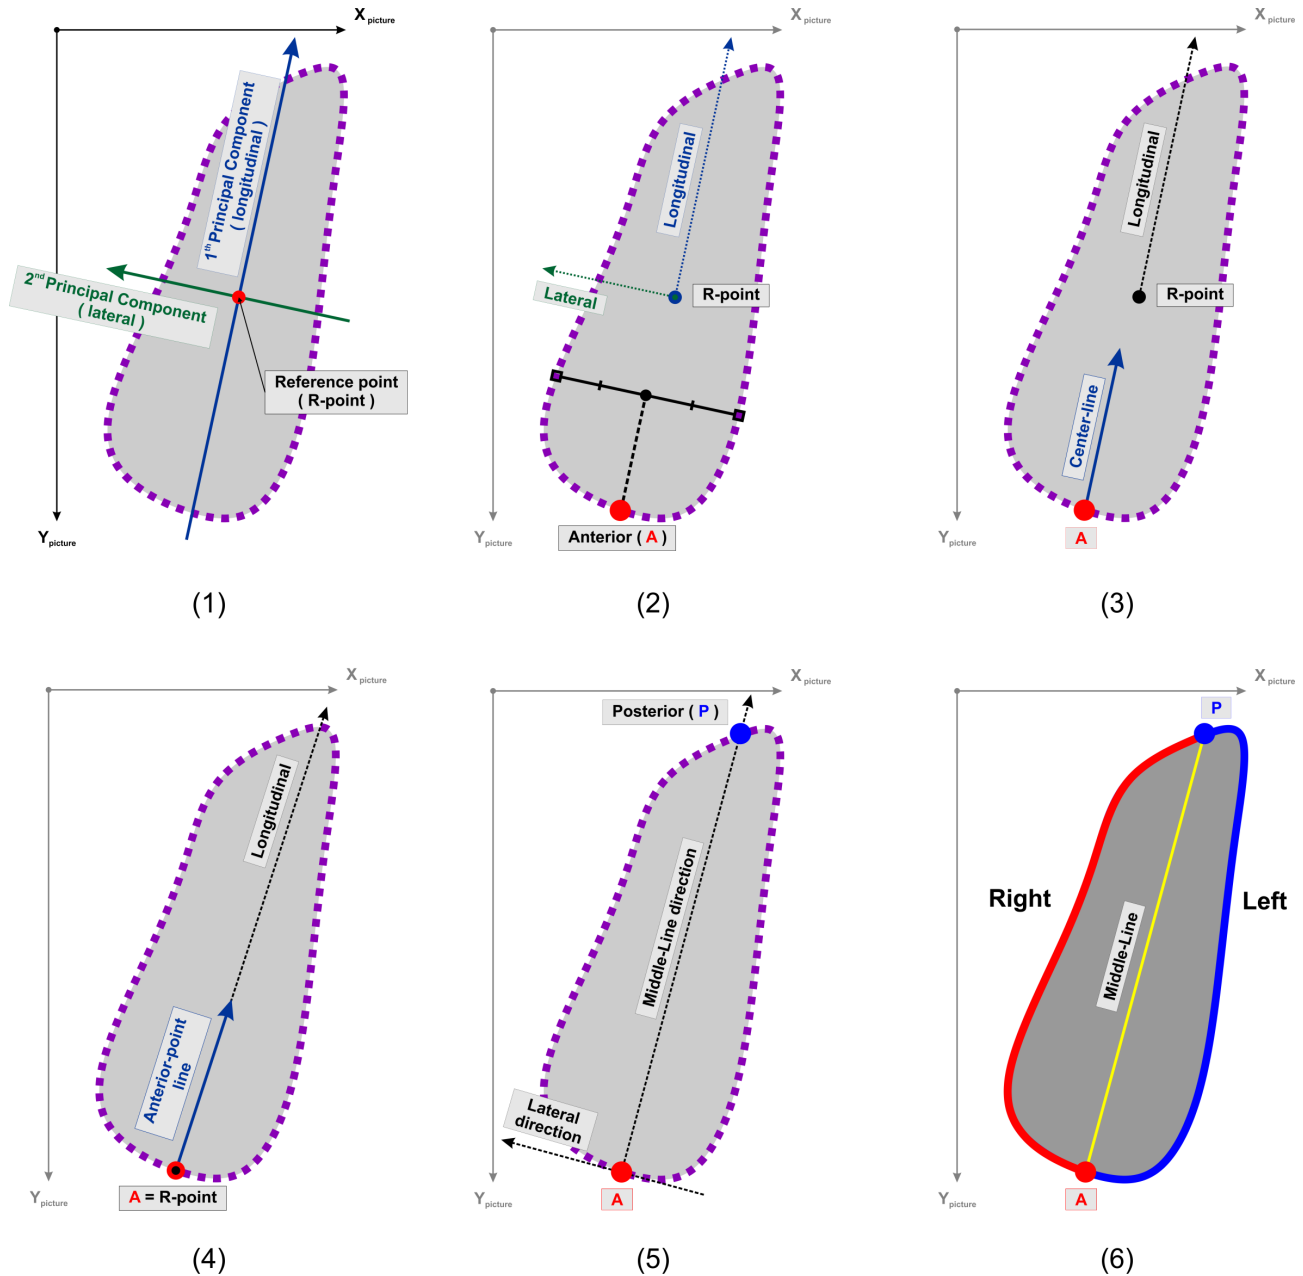 X picture
1th Principal Component
( longitudinal )
2nd Principal Component
( lateral )
Reference point
( R-point )
Y picture
(1)
X picture
Longitudinal
Lateral
R-point
Anterior ( A )
Y picture
(2)
X picture
Longitudinal
R-point
Center-line
A
Y picture
(3)
X picture
Longitudinal
Anterior-point
line
A = R-point
Y picture
(4)
X picture
Posterior ( P )
Middle-Line direction
Lateral
direction
A
Y picture
(5)
X picture
P
Right
Left
Middle-Line
A
Y picture
(6)